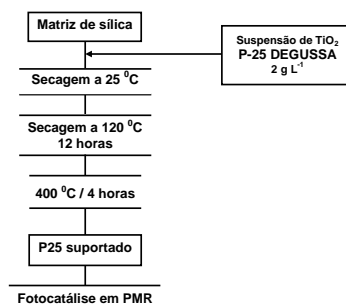 Matriz de sílica
Suspensão de TiO₂
P-25 DEGUSSA
2 g L⁻¹
Secagem a 25 ⁰C
Secagem a 120 ⁰C
12 horas
400 ⁰C / 4 horas
P25 suportado
Fotocatálise em PMR